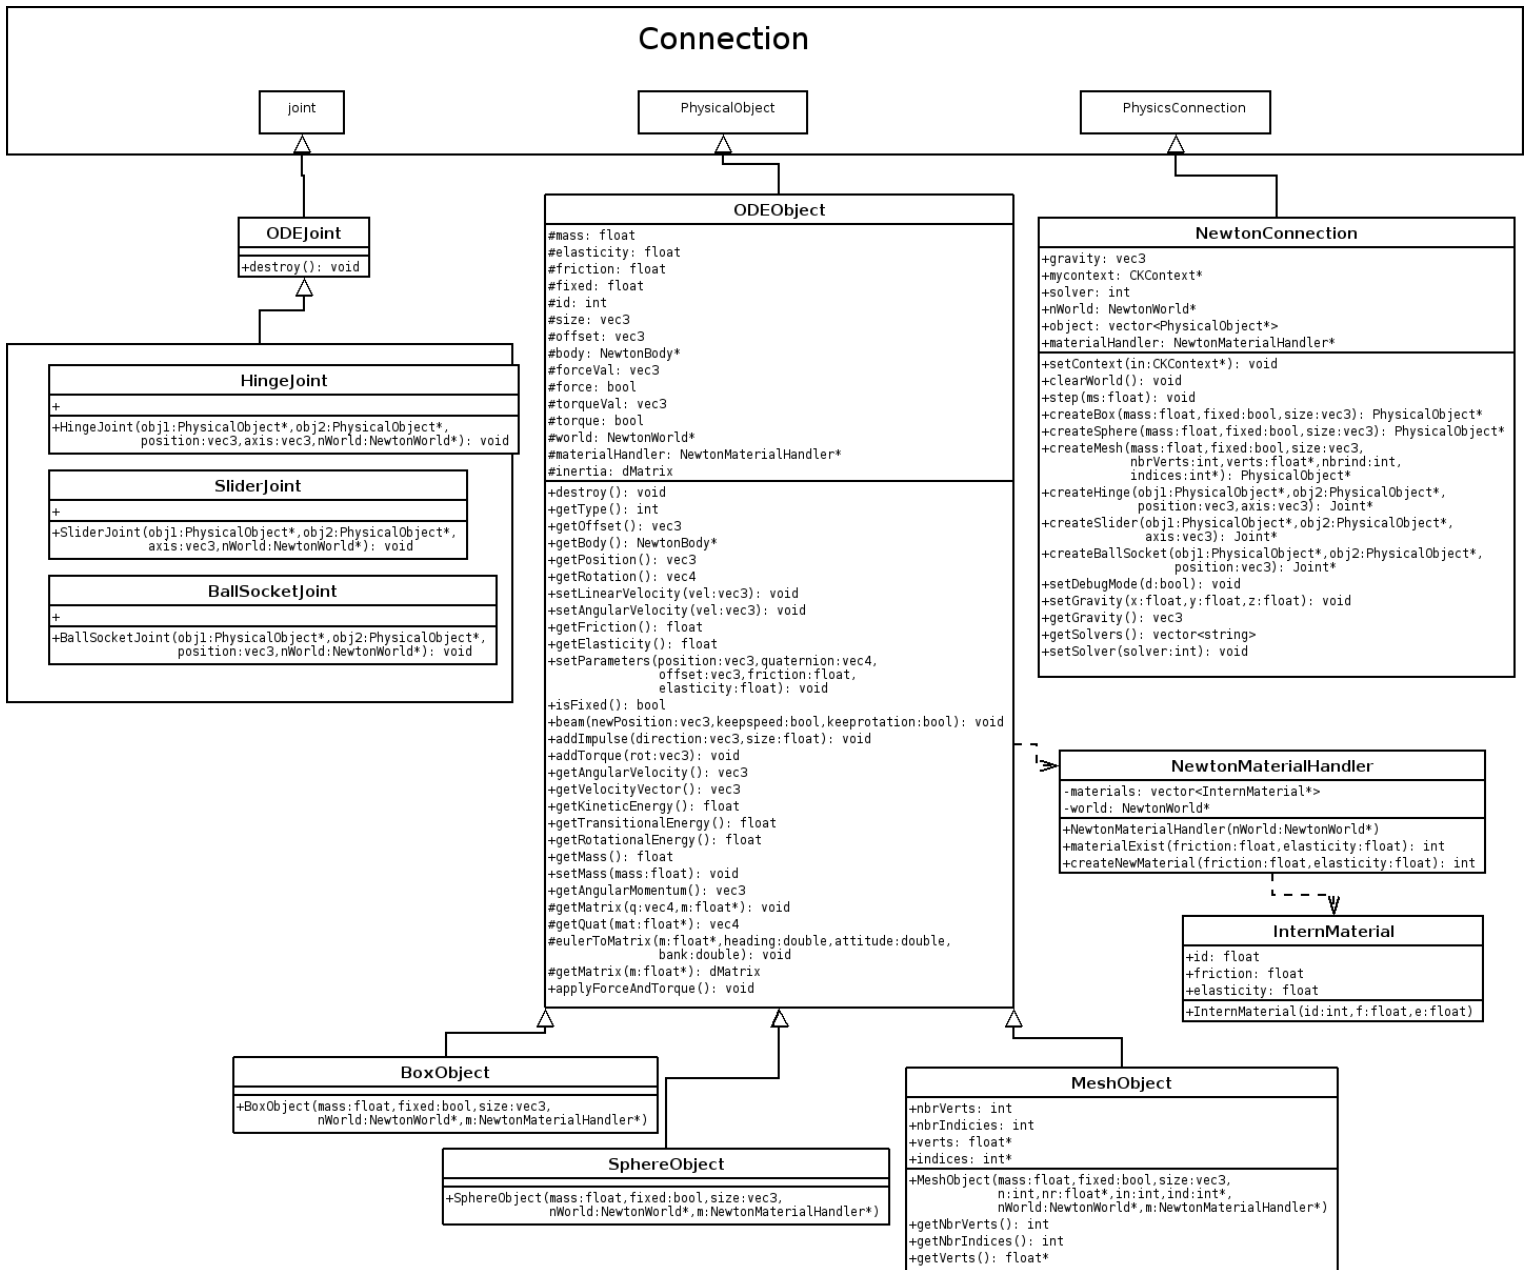 Connection
joint
PhysicalObject
PhysicsConnection
ODEJoint
+destroy(): void
HingeJoint
+
+HingeJoint(obj1:PhysicalObject*,obj2:PhysicalObject*,
position:vec3,axis:vec3,nWorld:NewtonWorld*): void
SliderJoint
+
+SliderJoint(obj1:PhysicalObject*,obj2:PhysicalObject*,
axis:vec3,nWorld:NewtonWorld*): void
BallSocketJoint
+
+BallSocketJoint(obj1:PhysicalObject*,obj2:PhysicalObject*,
position:vec3,nWorld:NewtonWorld*): void
ODEObject
#mass: float
#elasticity: float
#friction: float
#fixed: float
#id: int
#size: vec3
#offset: vec3
#body: NewtonBody*
#forceVal: vec3
#force: bool
#torqueVal: vec3
#torque: bool
#world: NewtonWorld*
#materialHandler: NewtonMaterialHandler*
#inertia: dMatrix
+destroy(): void
+getType(): int
+getOffset(): vec3
+getBody(): NewtonBody*
+getPosition(): vec3
+getRotation(): vec4
+setLinearVelocity(vel:vec3): void
+setAngularVelocity(vel:vec3): void
+getFriction(): float
+getElasticity(): float
+setParameters(position:vec3,quaternion:vec4,
offset:vec3,friction:float,
elasticity:float): void
+isFixed(): bool
+beam(newPosition:vec3,keepspeed:bool,keeprotation:bool): void
+addImpulse(direction:vec3,size:float): void
+addTorque(rot:vec3): void
+getAngularVelocity(): vec3
+getVelocityVector(): vec3
+getKineticEnergy(): float
+getTransitionalEnergy(): float
+getRotationalEnergy(): float
+getMass(): float
+setMass(mass:float): void
+getAngularMomentum(): vec3
#getMatrix(q:vec4,m:float*): void
#getQuat(mat:float*): vec4
#eulerToMatrix(m:float*,heading:double,attitude:double,
bank:double): void
#getMatrix(m:float*): dMatrix
+applyForceAndTorque(): void
NewtonConnection
+gravity: vec3
+mycontext: CKContext*
+solver: int
+nWorld: NewtonWorld*
+object: vector<PhysicalObject*>
+materialHandler: NewtonMaterialHandler*
+setContext(in:CKContext*): void
+clearWorld(): void
+step(ms:float): void
+createBox(mass:float,fixed:bool,size:vec3): PhysicalObject*
+createSphere(mass:float,fixed:bool,size:vec3): PhysicalObject*
+createMesh(mass:float,fixed:bool,size:vec3,
nbrVerts:int,verts:float*,nbrind:int,
indices:int*): PhysicalObject*
+createHinge(obj1:PhysicalObject*,obj2:PhysicalObject*,
position:vec3,axis:vec3): Joint*
+createSlider(obj1:PhysicalObject*,obj2:PhysicalObject*,
axis:vec3): Joint*
+createBallSocket(obj1:PhysicalObject*,obj2:PhysicalObject*,
position:vec3): Joint*
+setDebugMode(d:bool): void
+setGravity(x:float,y:float,z:float): void
+getGravity(): vec3
+getSolvers(): vector<string>
+setSolver(solver:int): void
NewtonMaterialHandler
-materials: vector<InternMaterial*>
-world: NewtonWorld*
+NewtonMaterialHandler(nWorld:NewtonWorld*)
+materialExist(friction:float,elasticity:float): int
+createNewMaterial(friction:float,elasticity:float): int
InternMaterial
+id: float
+friction: float
+elasticity: float
+InternMaterial(id:int,f:float,e:float)
BoxObject
+BoxObject(mass:float,fixed:bool,size:vec3,
nWorld:NewtonWorld*,m:NewtonMaterialHandler*)
SphereObject
+SphereObject(mass:float,fixed:bool,size:vec3,
nWorld:NewtonWorld*,m:NewtonMaterialHandler*)
MeshObject
+nbrVerts: int
+nbrIndicies: int
+verts: float*
+indices: int*
+MeshObject(mass:float,fixed:bool,size:vec3,
n:int,nr:float*,in:int,ind:int*,
nWorld:NewtonWorld*,m:NewtonMaterialHandler*)
+getNbrVerts(): int
+getNbrIndices(): int
+getVerts(): float*